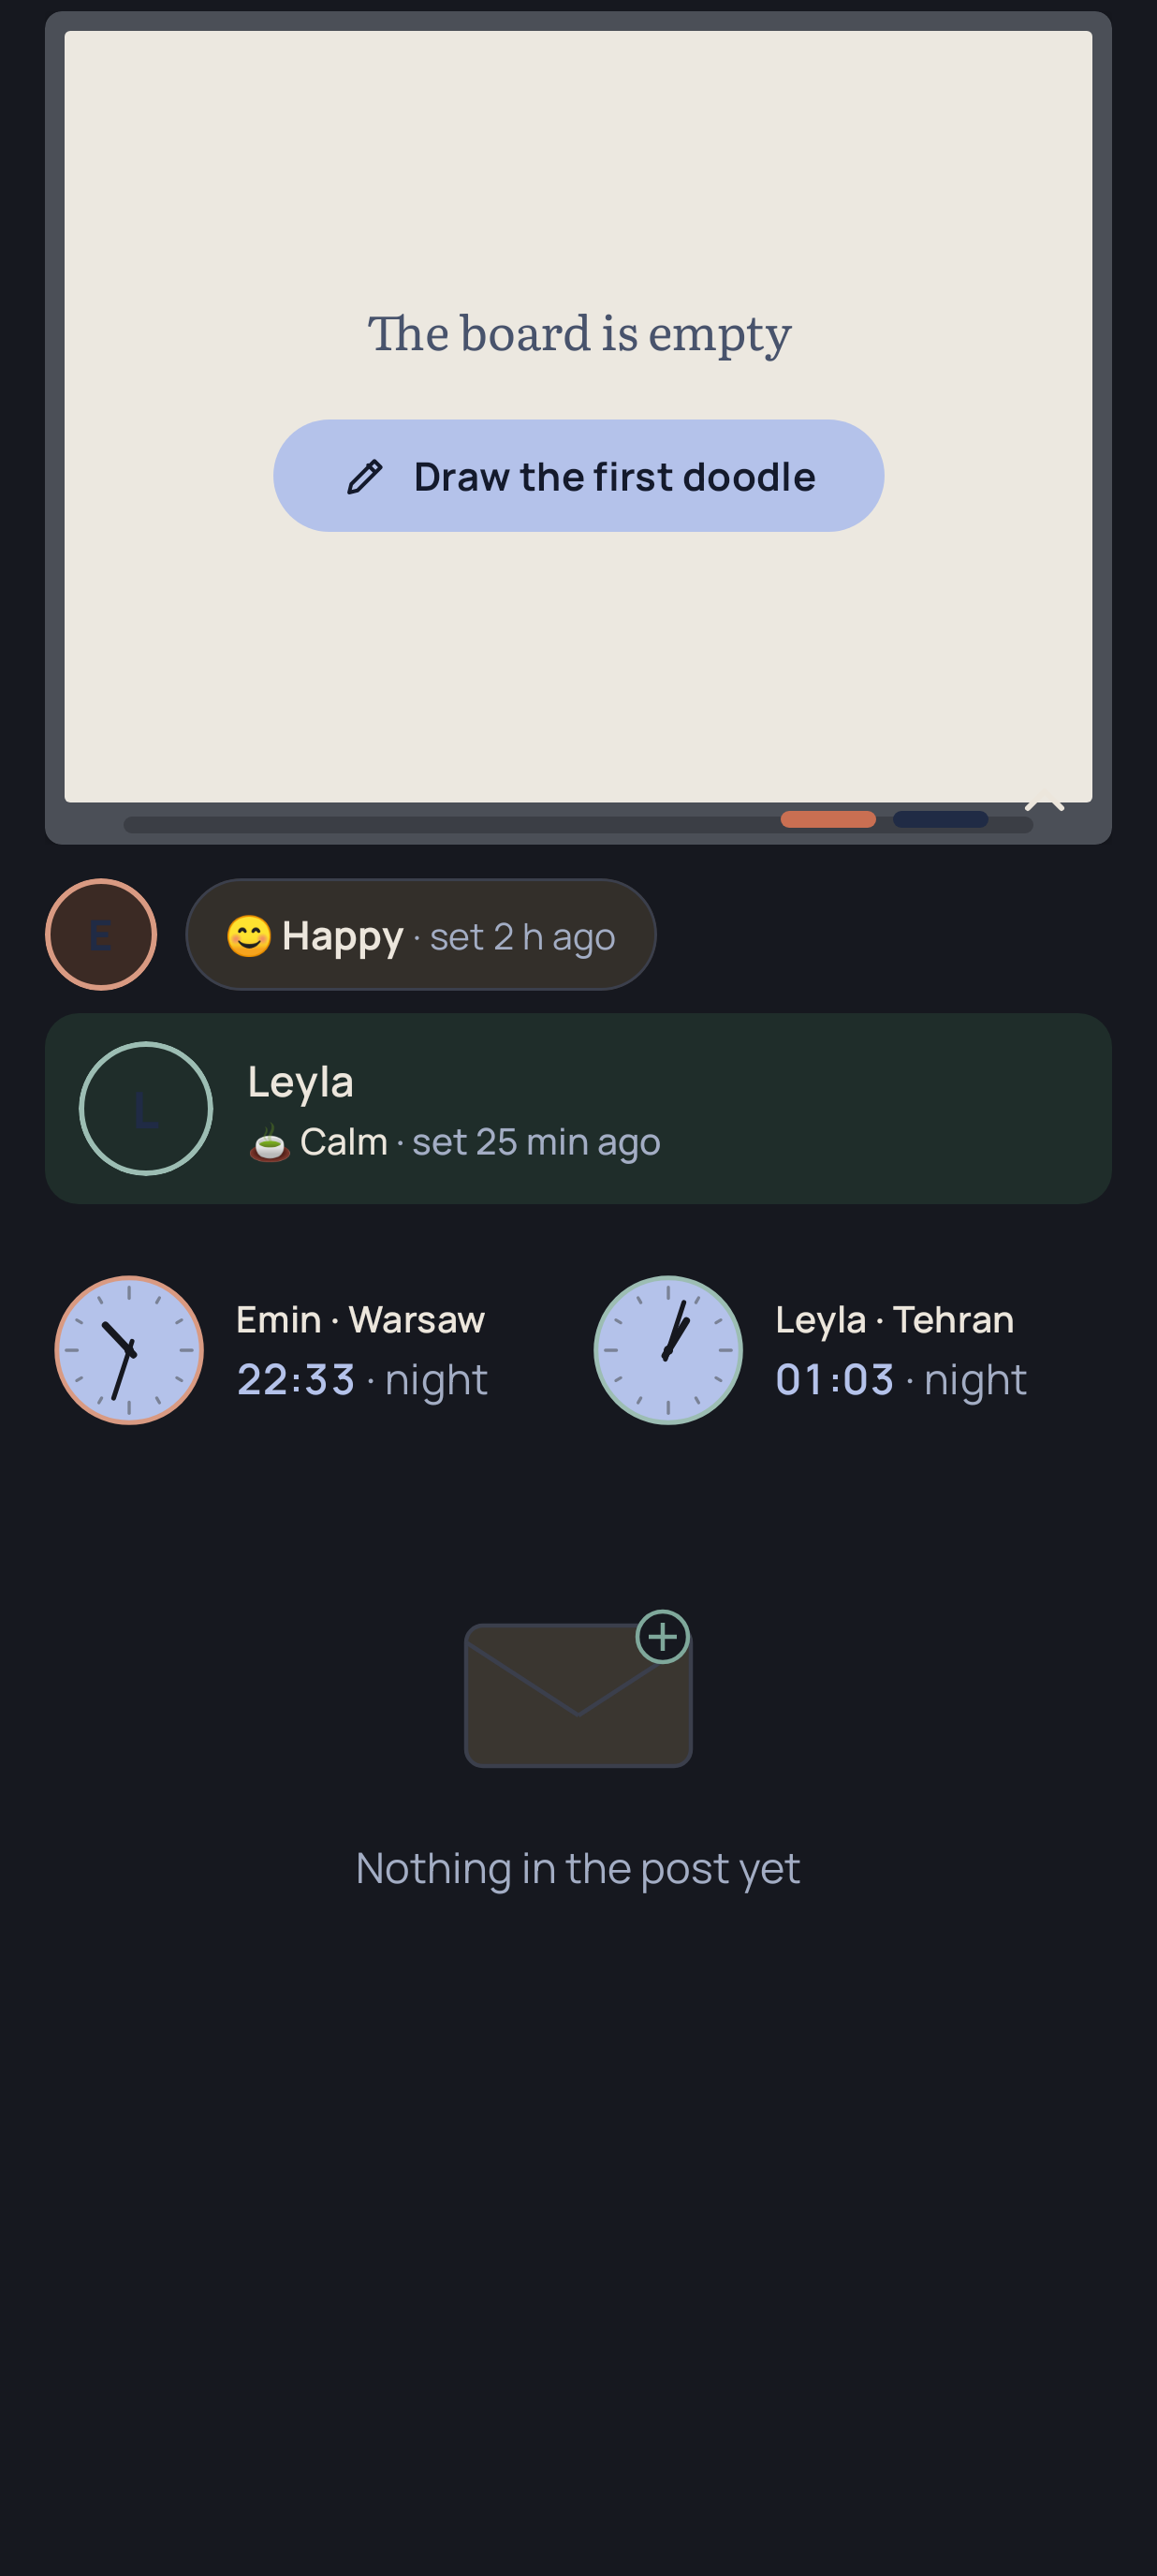 The board is empty
Draw the first doodle
E
😊 Happy · set 2 h ago
L
Leyla
🍵 Calm · set 25 min ago
Emin · Warsaw
22:33 · night
Leyla · Tehran
01:03 · night
Nothing in the post yet